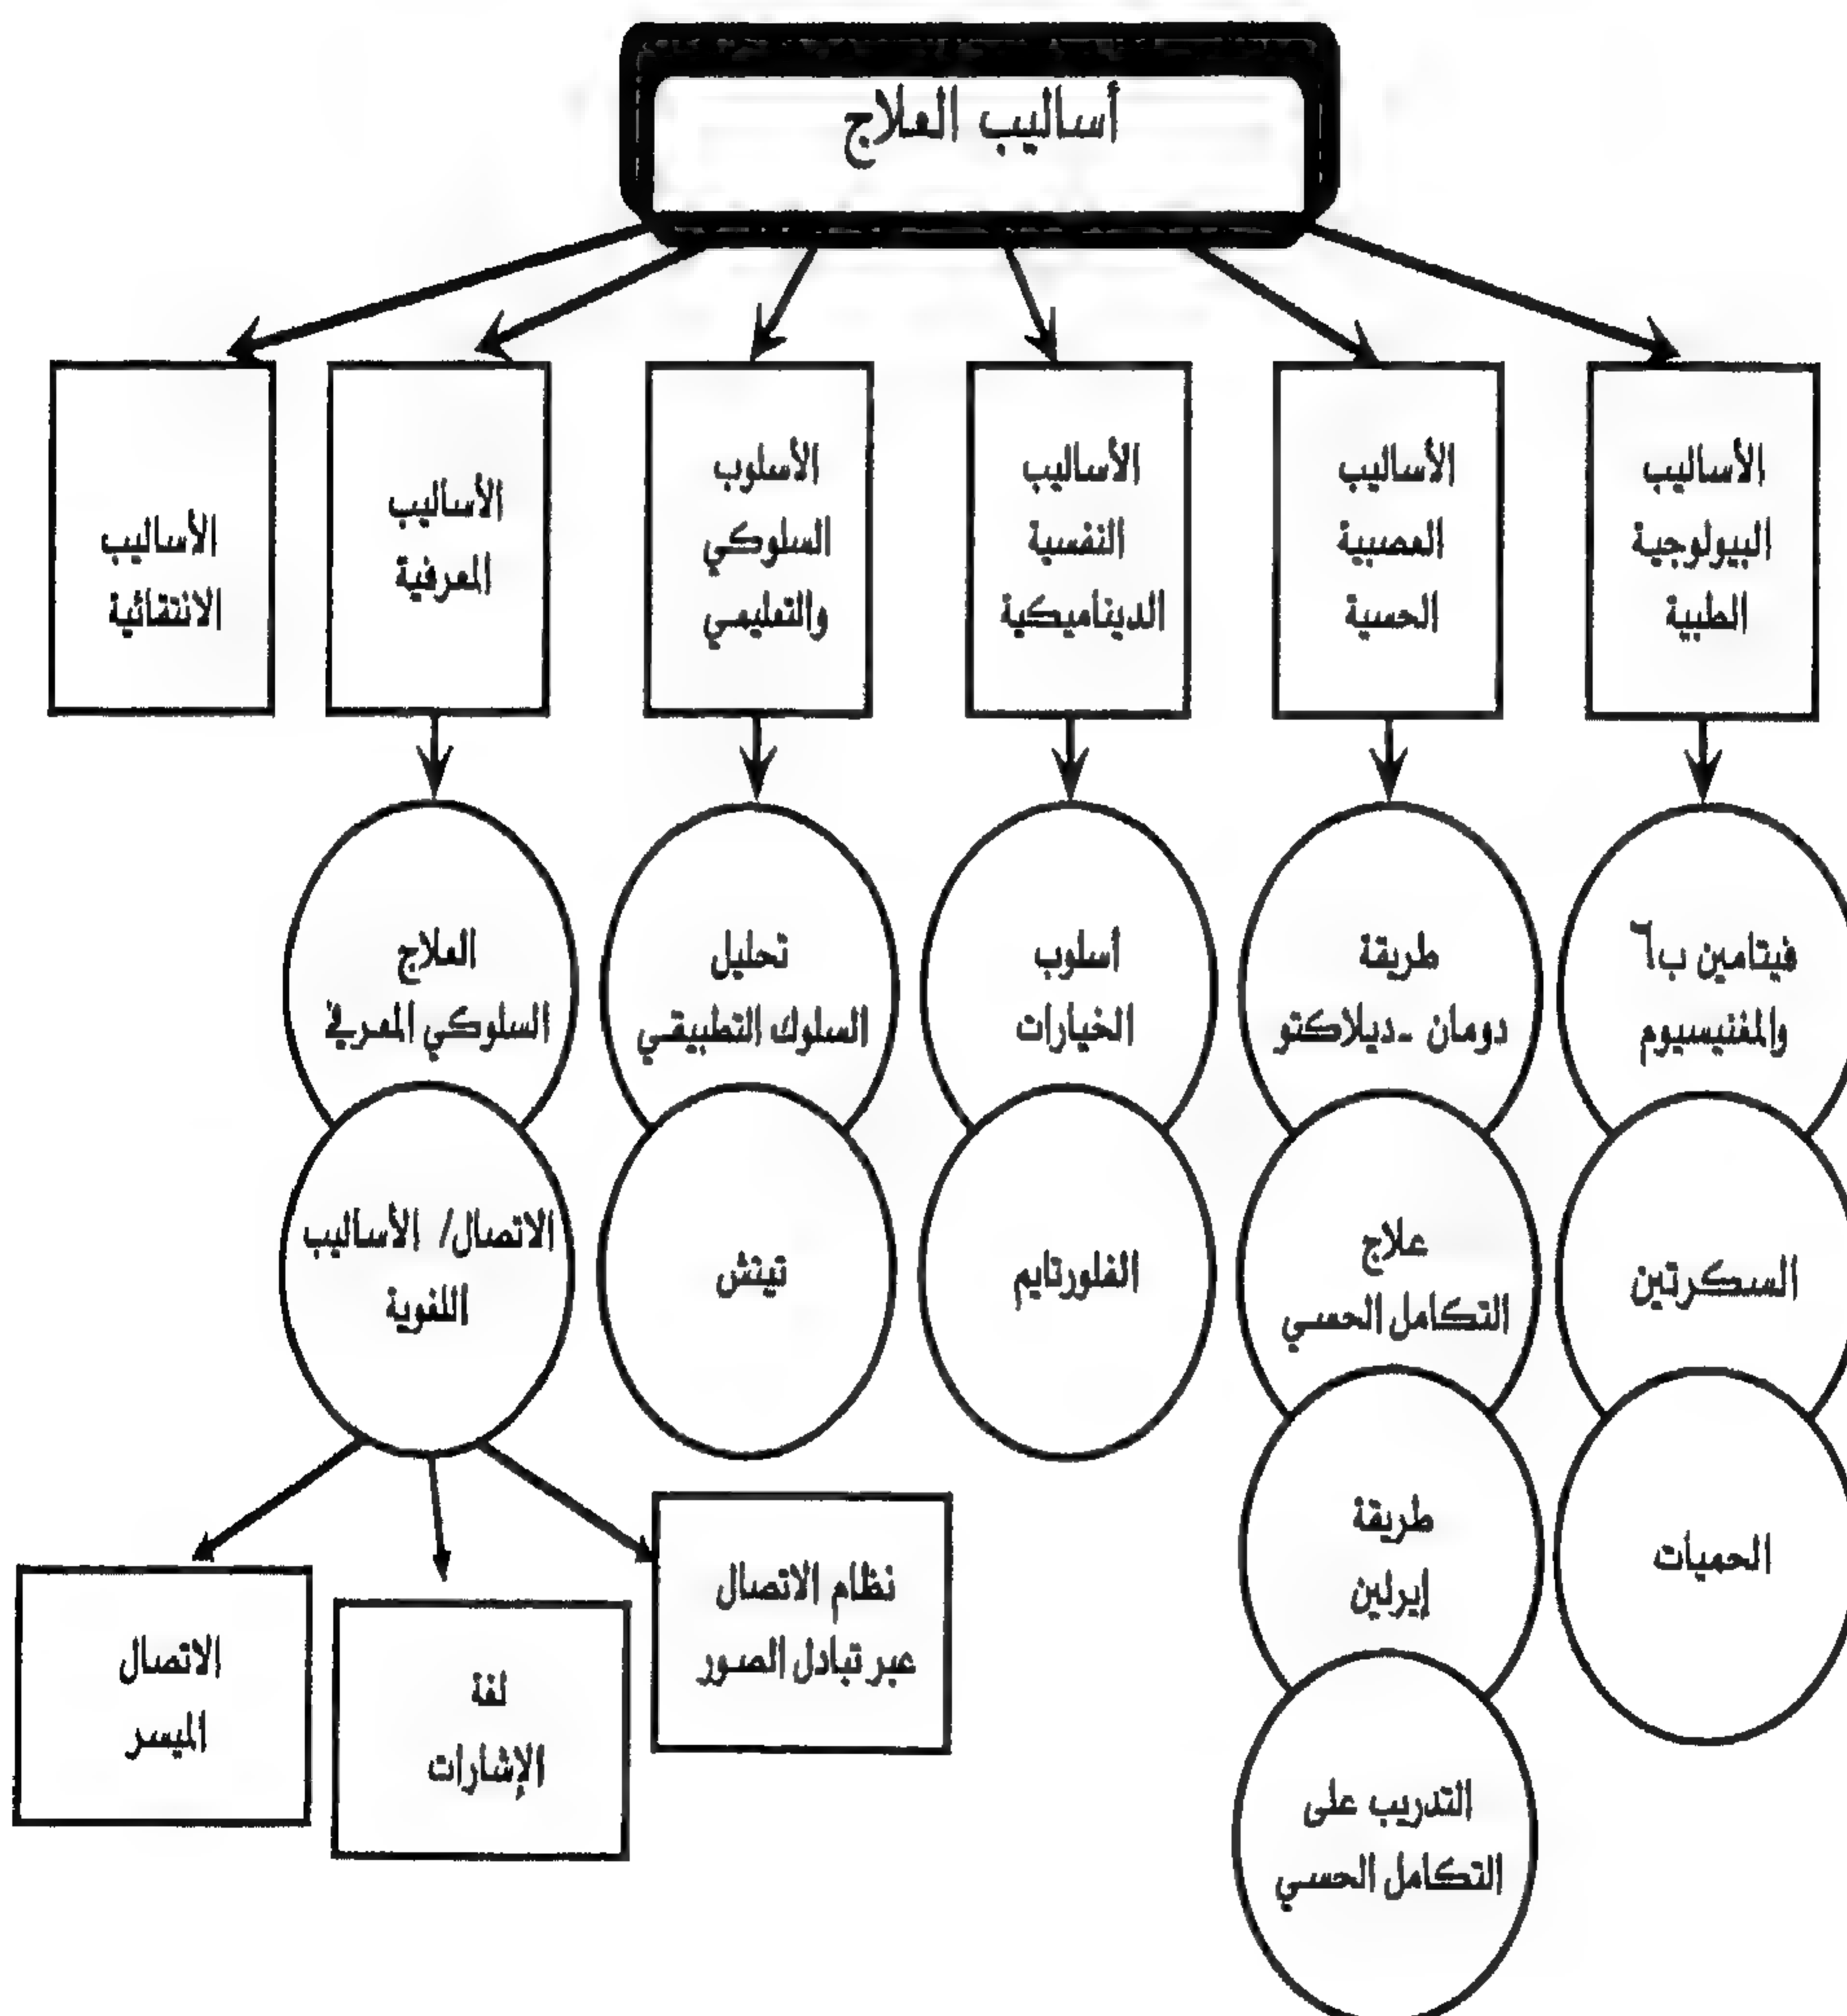 أساليب العلاج
الأساليب
البيولوجية
الطبية
الأساليب
العصبية
الحسية
الأساليب
النفسية
الديناميكية
الأسلوب
السلوكي
والتعليمي
الأساليب
المعرفية
الأساليب
الانتقائية
فيتامين ب٦
والمغنيسيوم
السكرتين
الحميات
طريقة
دومان -ديلاكتو
علاج
التكامل الحسي
طريقة
إيرلين
التدريب على
التكامل الحسي
أسلوب
الخيارات
الفلورتايم
تحليل
السلوك التطبيقي
تيتش
العلاج
السلوكي المعرفي
الاتصال/ الأساليب
اللغوية
نظام الاتصال
عبر تبادل الصور
لغة
الإشارات
الاتصال
الميسر